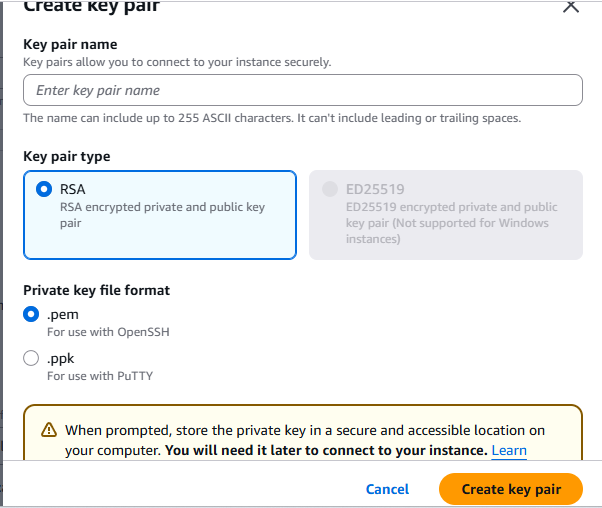 Create key pair
Key pair name
Key pairs allow you to connect to your instance securely.
Enter key pair name
The name can include up to 255 ASCII characters. It can't include leading or trailing spaces.
Key pair type
RSA
RSA encrypted private and public key
pair
ED25519
ED25519 encrypted private and public
key pair (Not supported for Windows
instances)
Private key file format
.pem
For use with OpenSSH
.ppk
For use with PuTTY
When prompted, store the private key in a secure and accessible location on
your computer. You will need it later to connect to your instance. Learn
Cancel
Create key pair